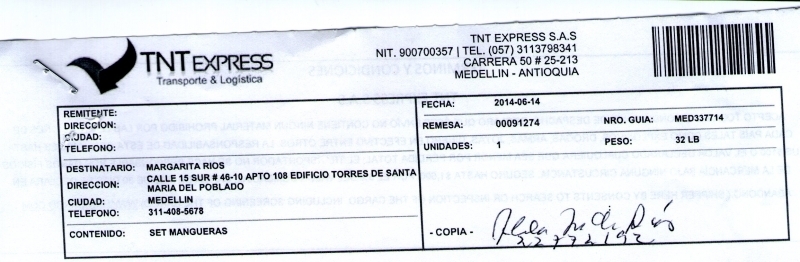 TNT EXPRESS
Transporte & Logística
TNT EXPRESS S.A.S
NIT. 900700357 | TEL. (057) 3113798341
CARRERA 50 # 25-213
MEDELLIN - ANTIOQUIA
REMITENTE:
DIRECCION:
CIUDAD:
TELEFONO:
DESTINATARIO: MARGARITA RIOS
DIRECCION: CALLE 15 SUR # 46-10 APTO 108 EDIFICIO TORRES DE SANTA
MARIA DEL POBLADO
CIUDAD: MEDELLIN
TELEFONO: 311-408-5678
CONTENIDO: SET MANGUERAS
FECHA: 2014-06-14
REMESA: 00091274 NRO. GUIA: MED337714
UNIDADES: 1 PESO: 32 LB
- COPIA -